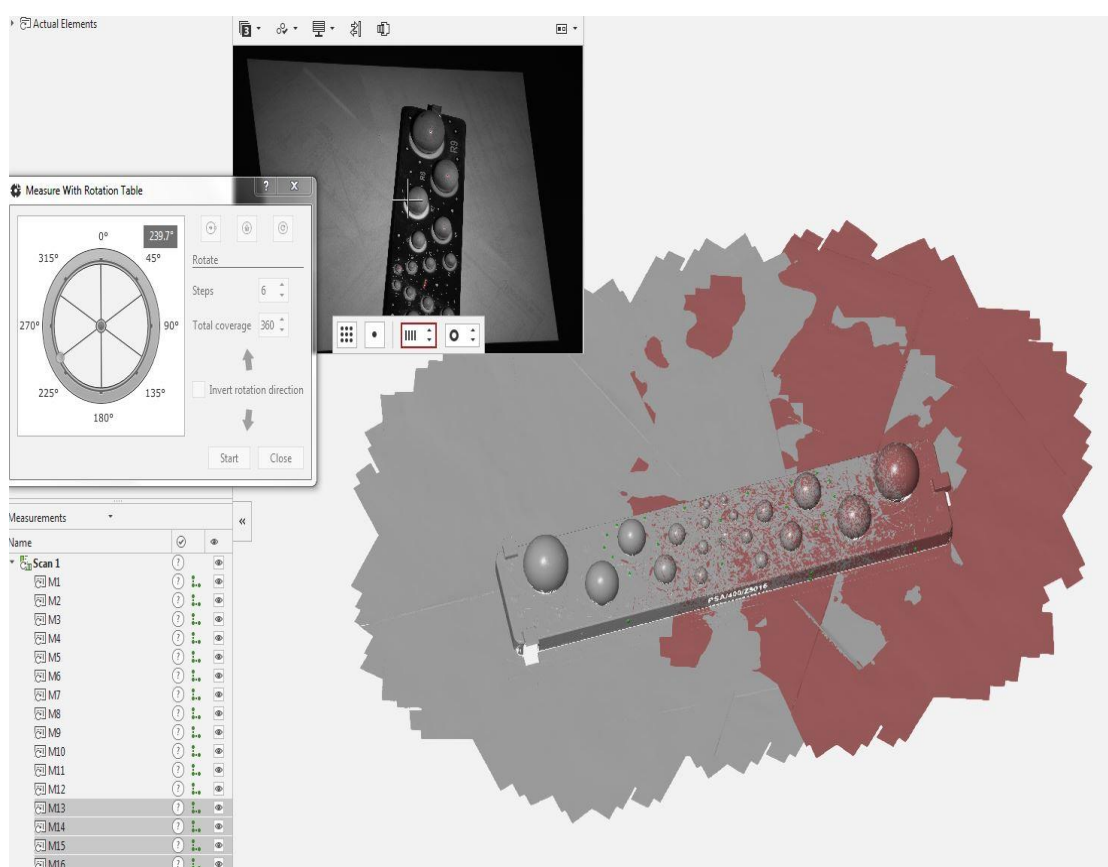 Actual Elements
3
R9
R8
Measure With Rotation Table
?
X
0°
239.7°
315°
45°
270°
90°
225°
135°
180°
Rotate
Steps 6
Total coverage 360
Invert rotation direction
Start Close
Measurements
Name
Scan 1
M1
M2
M3
M4
M5
M6
M7
M8
M9
M10
M11
M12
M13
M14
M15
M16